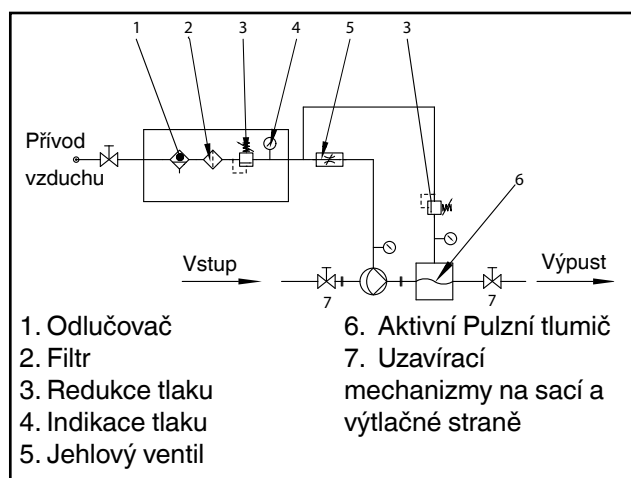 1 2 3 4 5 3
Přívod
vzduchu
6
Vstup
Výpust
7
7
1. Odlučovač
2. Filtr
3. Redukce tlaku
4. Indikace tlaku
5. Jehlový ventil
6. Aktivní Pulzní tlumič
7. Uzavírací
mechanizmy na sací a
výtlačné straně